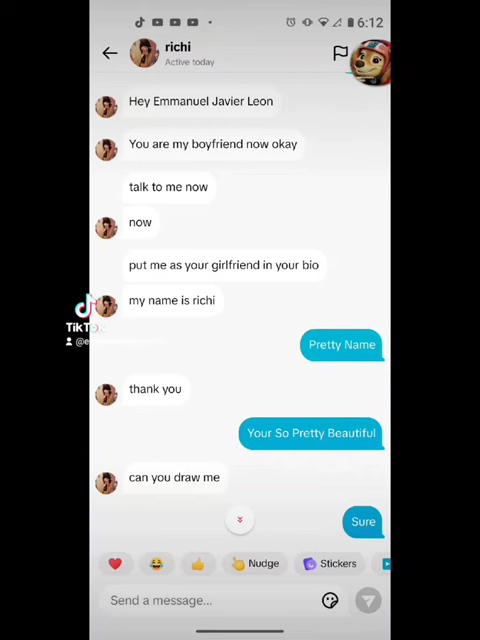 6:12
richi
Active today
Hey Emmanuel Javier Leon
You are my boyfriend now okay
talk to me now
now
put me as your girlfriend in your bio
my name is richi
TikTok
Pretty Name
thank you
Your So Pretty Beautiful
can you draw me
Sure
Nudge
Stickers
Send a message...